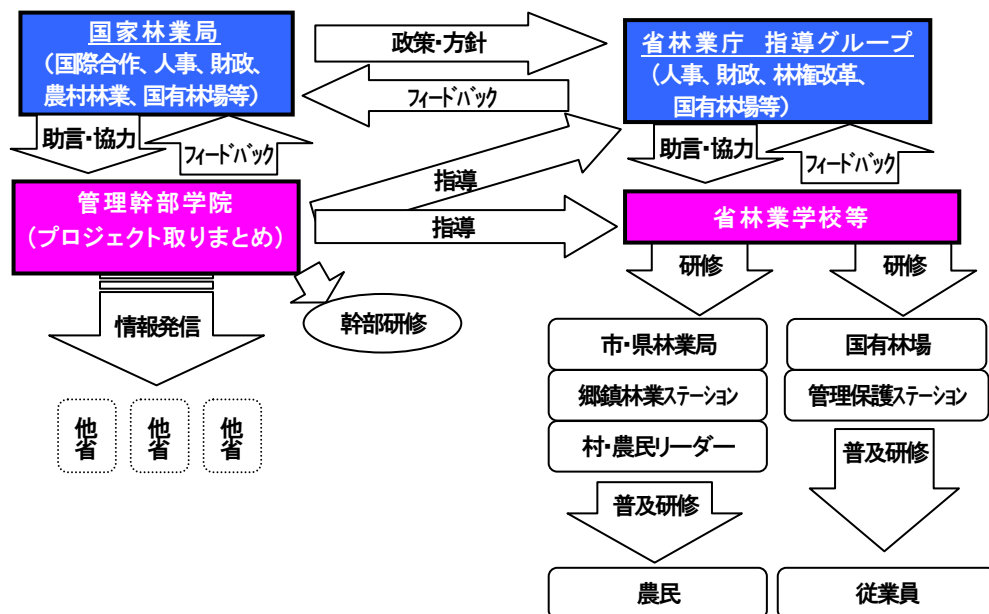 国家林業局
(国際合作、人事、財政、
農村林業、国有林場等)
政策・方針
フィードバック
省林業庁 指導グループ
(人事、財政、林権改革、
国有林場等)
助言・協力
フィードバック
指導
助言・協力
フィードバック
管理幹部学院
(プロジェクト取りまとめ)
指導
省林業学校等
情報発信
幹部研修
研修
研修
市・県林業局
郷鎮林業ステーション
村・農民リーダー
国有林場
管理保護ステーション
他省
他省
他省
普及研修
普及研修
農民
従業員